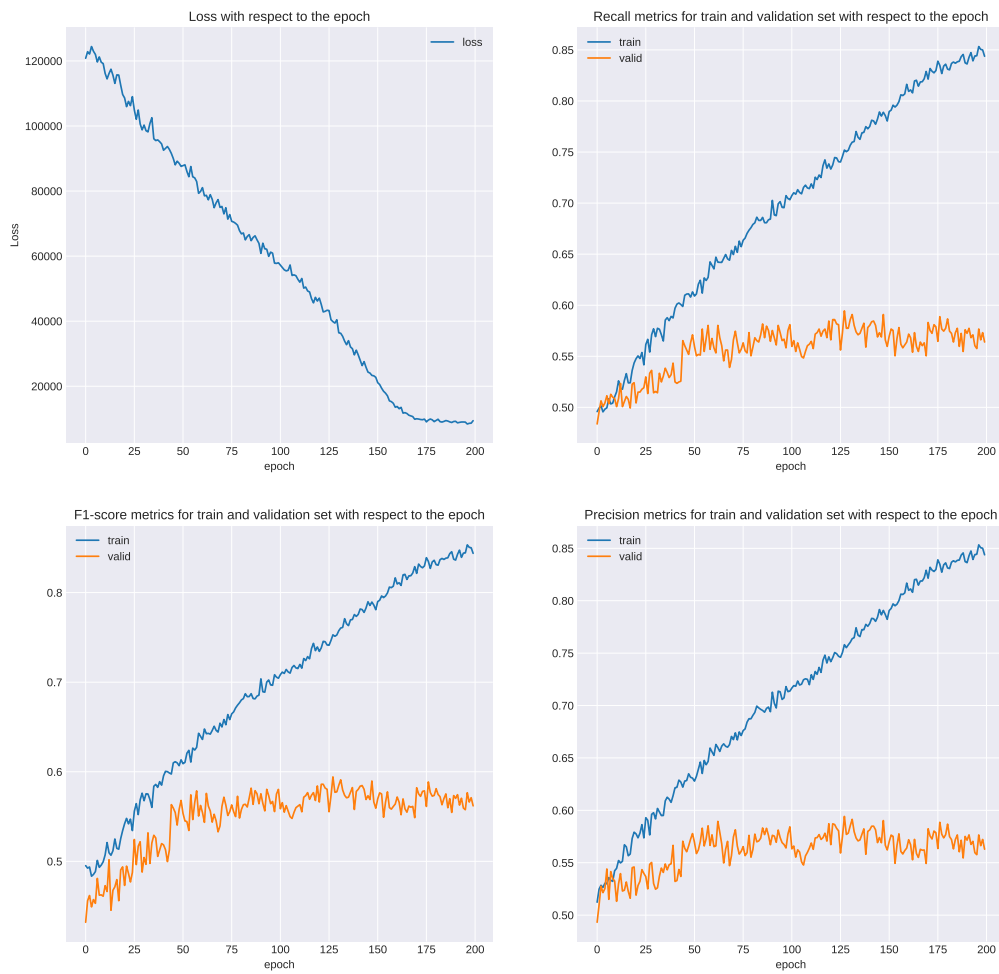 Loss with respect to the epoch
loss
120000
100000
80000
60000
40000
20000
Loss
0 25 50 75 100 125 150 175 200
epoch
Recall metrics for train and validation set with respect to the epoch
train
valid
0.85
0.80
0.75
0.70
0.65
0.60
0.55
0.50
0 25 50 75 100 125 150 175 200
epoch
F1-score metrics for train and validation set with respect to the epoch
train
valid
0.8
0.7
0.6
0.5
0 25 50 75 100 125 150 175 200
epoch
Precision metrics for train and validation set with respect to the epoch
train
valid
0.85
0.80
0.75
0.70
0.65
0.60
0.55
0.50
0 25 50 75 100 125 150 175 200
epoch